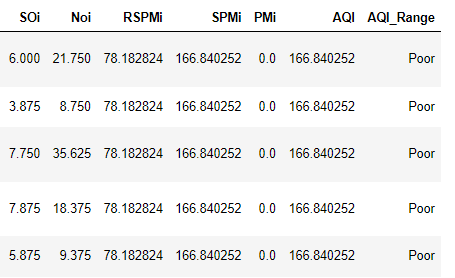 SOi Noi RSPMi SPMi PMi AQI AQI_Range
6.000 21.750 78.182824 166.840252 0.0 166.840252 Poor
3.875 8.750 78.182824 166.840252 0.0 166.840252 Poor
7.750 35.625 78.182824 166.840252 0.0 166.840252 Poor
7.875 18.375 78.182824 166.840252 0.0 166.840252 Poor
5.875 9.375 78.182824 166.840252 0.0 166.840252 Poor